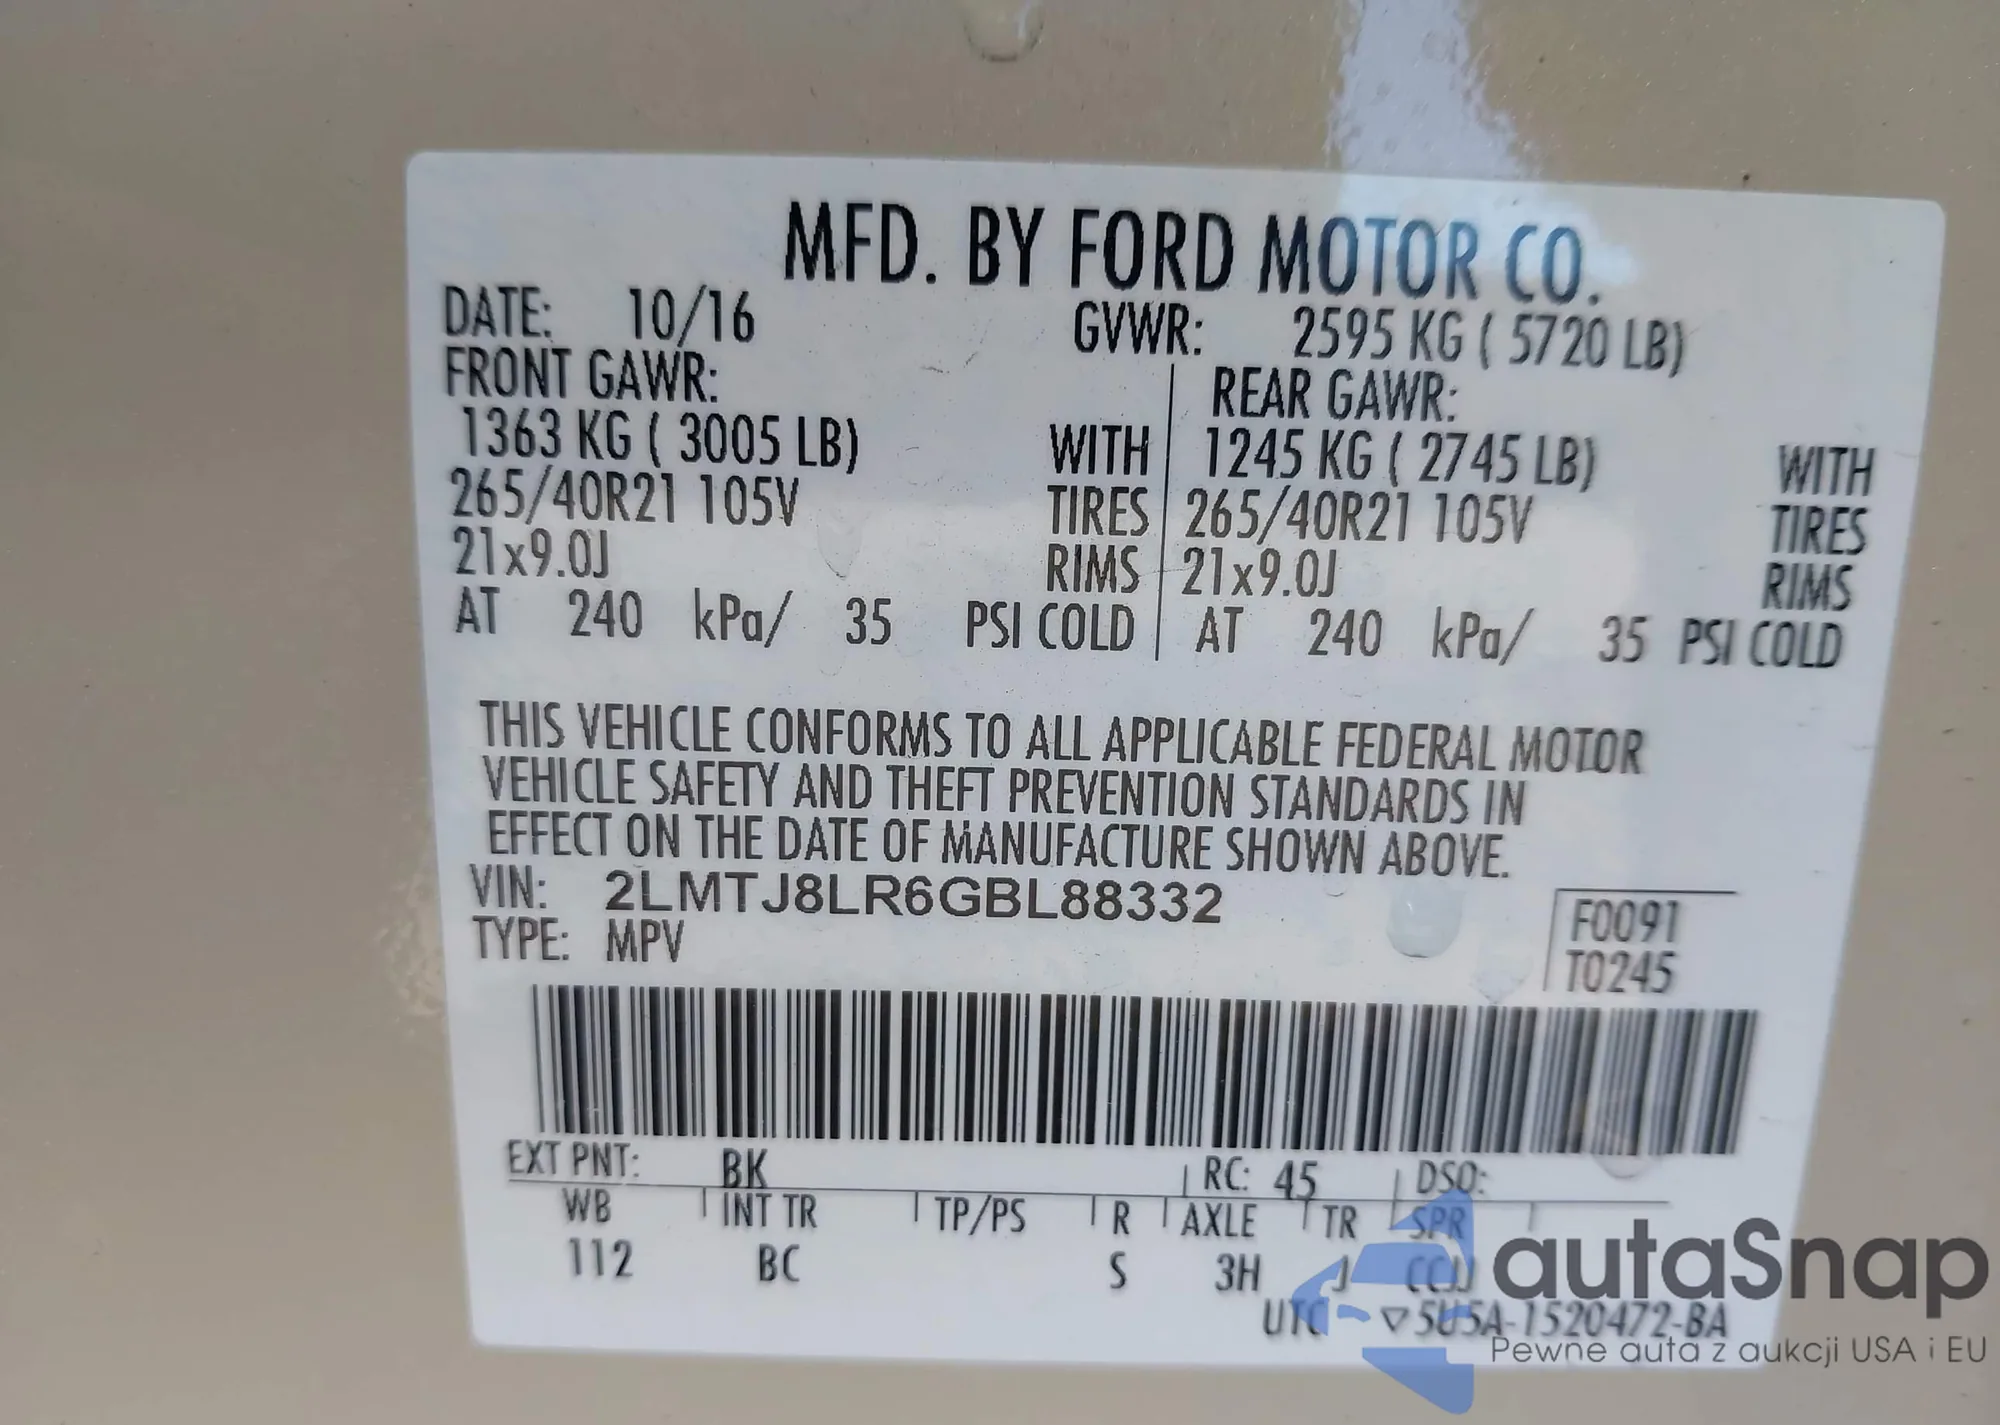 MFD. BY FORD MOTOR CO.
DATE: 10/16 GVWR: 2595 KG ( 5720 LB)
FRONT GAWR: REAR GAWR:
1363 KG ( 3005 LB) WITH 1245 KG ( 2745 LB) WITH
265/40R21 105V TIRES 265/40R21 105V TIRES
21x9.0J RIMS 21x9.0J RIMS
AT 240 kPa/ 35 PSI COLD AT 240 kPa/ 35 PSI COLD
THIS VEHICLE CONFORMS TO ALL APPLICABLE FEDERAL MOTOR
VEHICLE SAFETY AND THEFT PREVENTION STANDARDS IN
EFFECT ON THE DATE OF MANUFACTURE SHOWN ABOVE.
VIN: 2LMTJ8LR6GBL88332
TYPE: MPV
F0091
T0245
EXT PNT: BK RC: 45 DSO:
WB INT TR TP/PS R AXLE TR SPR
112 BC S 3H J CCJJ
UTC ▽5U5A-1520472-BA
autaSnap
Pewne auta z aukcji USA i EU